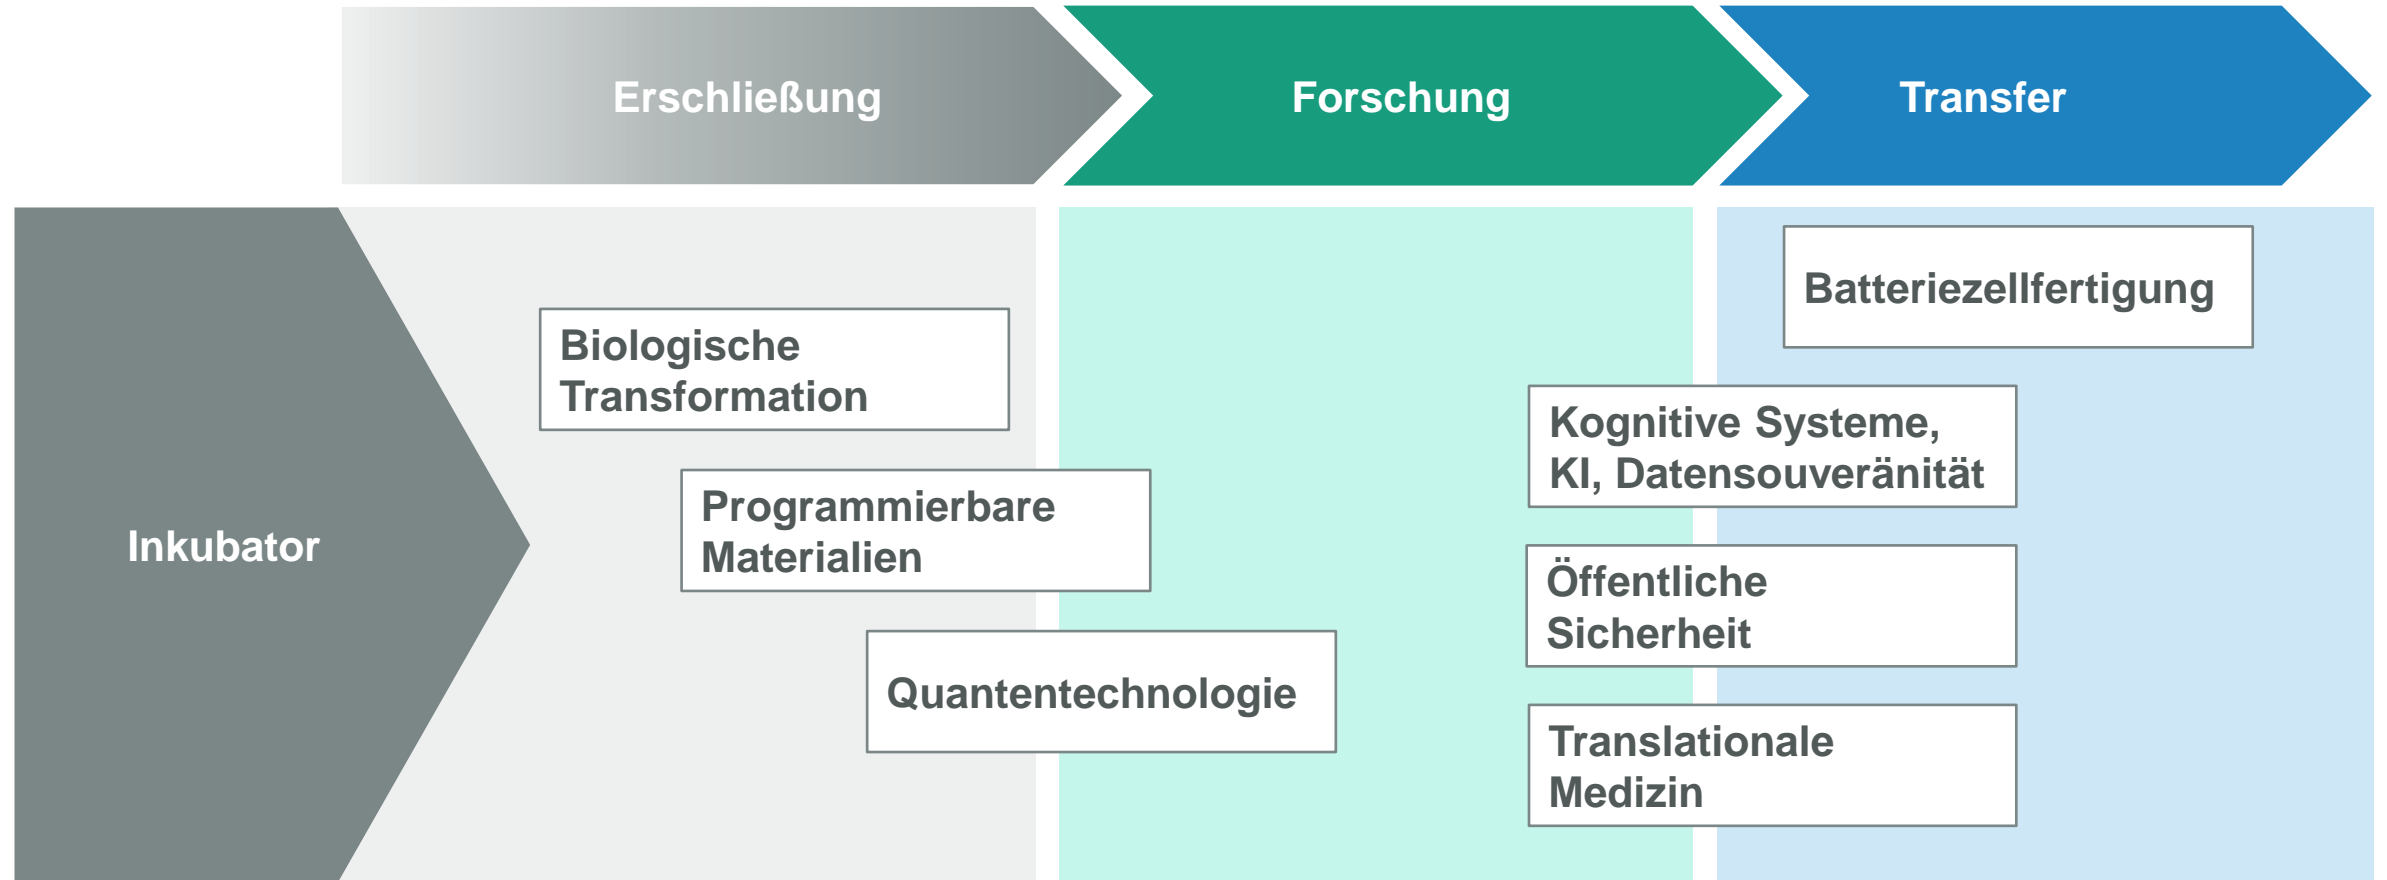 Erschließung
Forschung
Transfer
Inkubator
Biologische
Transformation
Programmierbare
Materialien
Quantentechnologie
Batteriezellfertigung
Kognitive Systeme,
KI, Datensouveränität
Öffentliche
Sicherheit
Translationale
Medizin